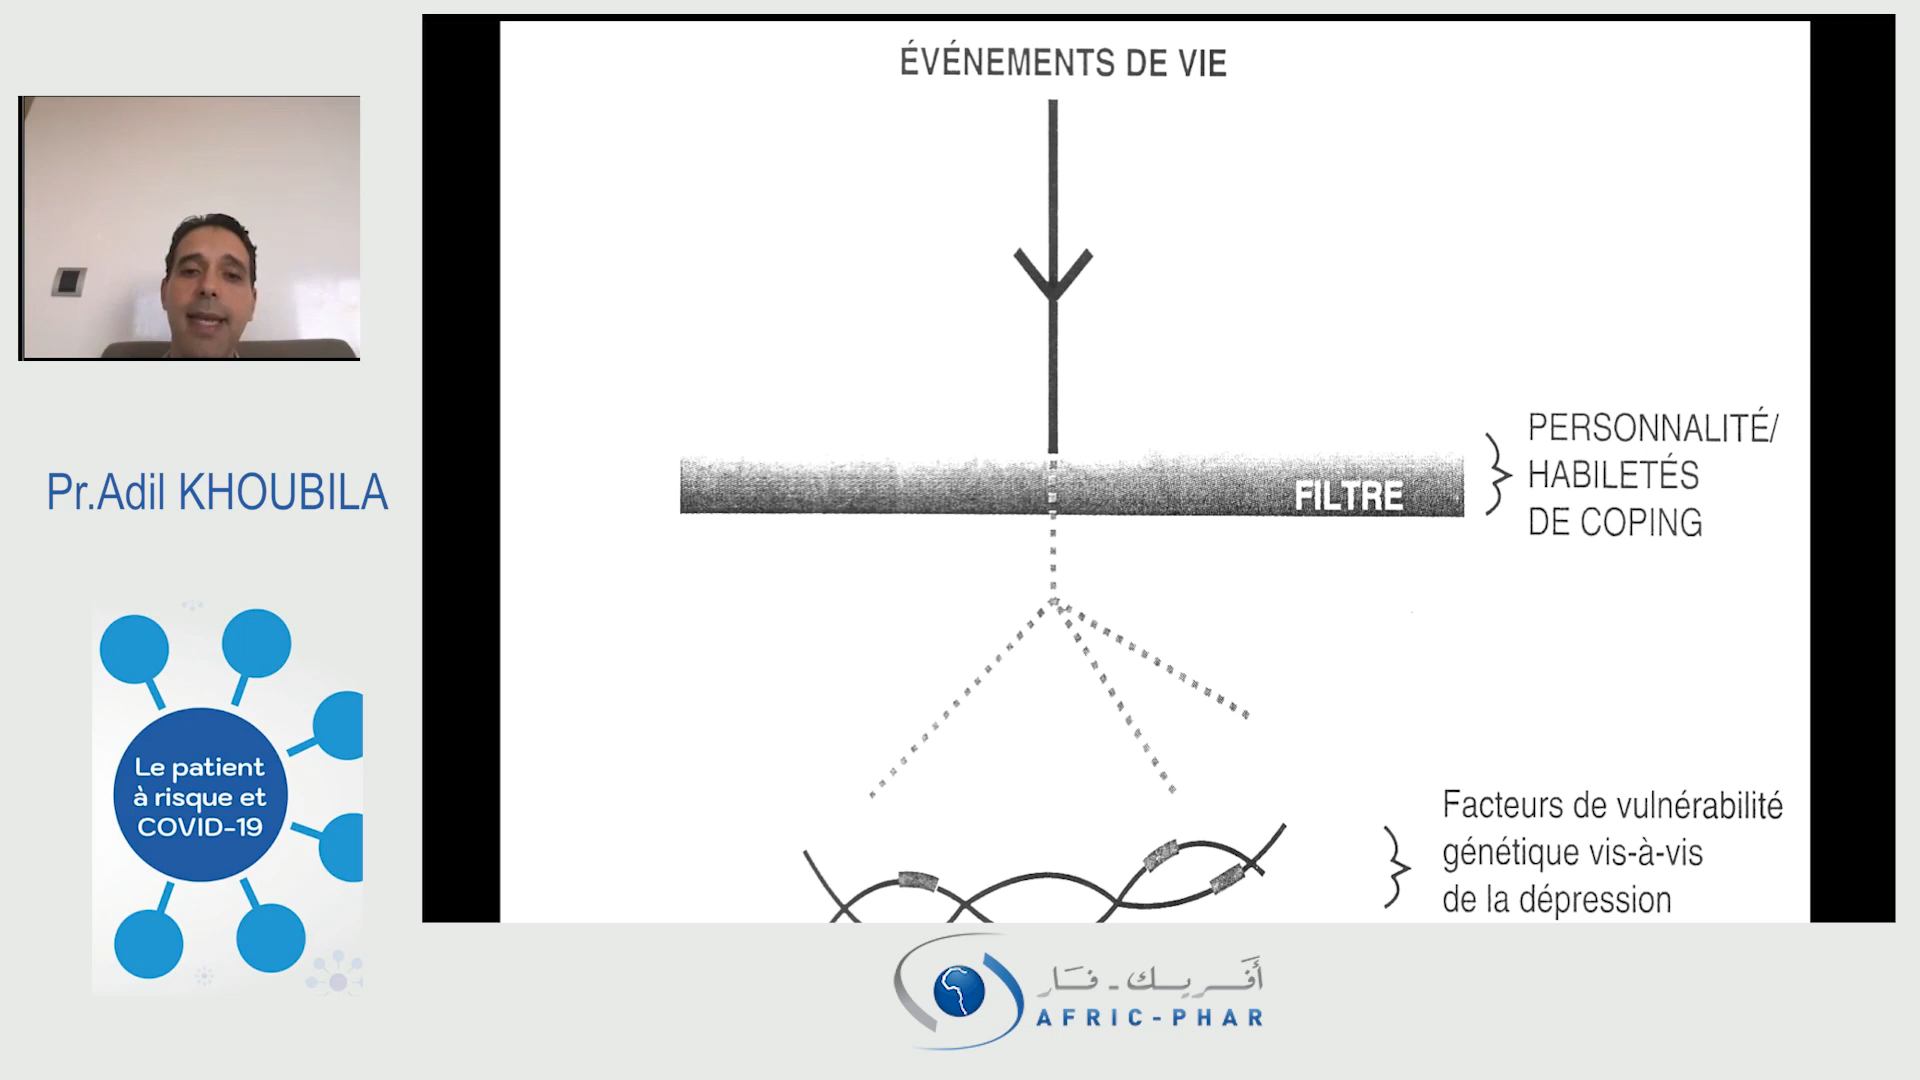 ÉVÉNEMENTS DE VIE
FILTRE
PERSONNALITÉ/
HABILETÉS
DE COPING
Facteurs de vulnérabilité
génétique vis-à-vis
de la dépression
Pr.Adil KHOUBILA
Le patient
à risque et
COVID-19
أفريك - فار
AFRIC-PHAR